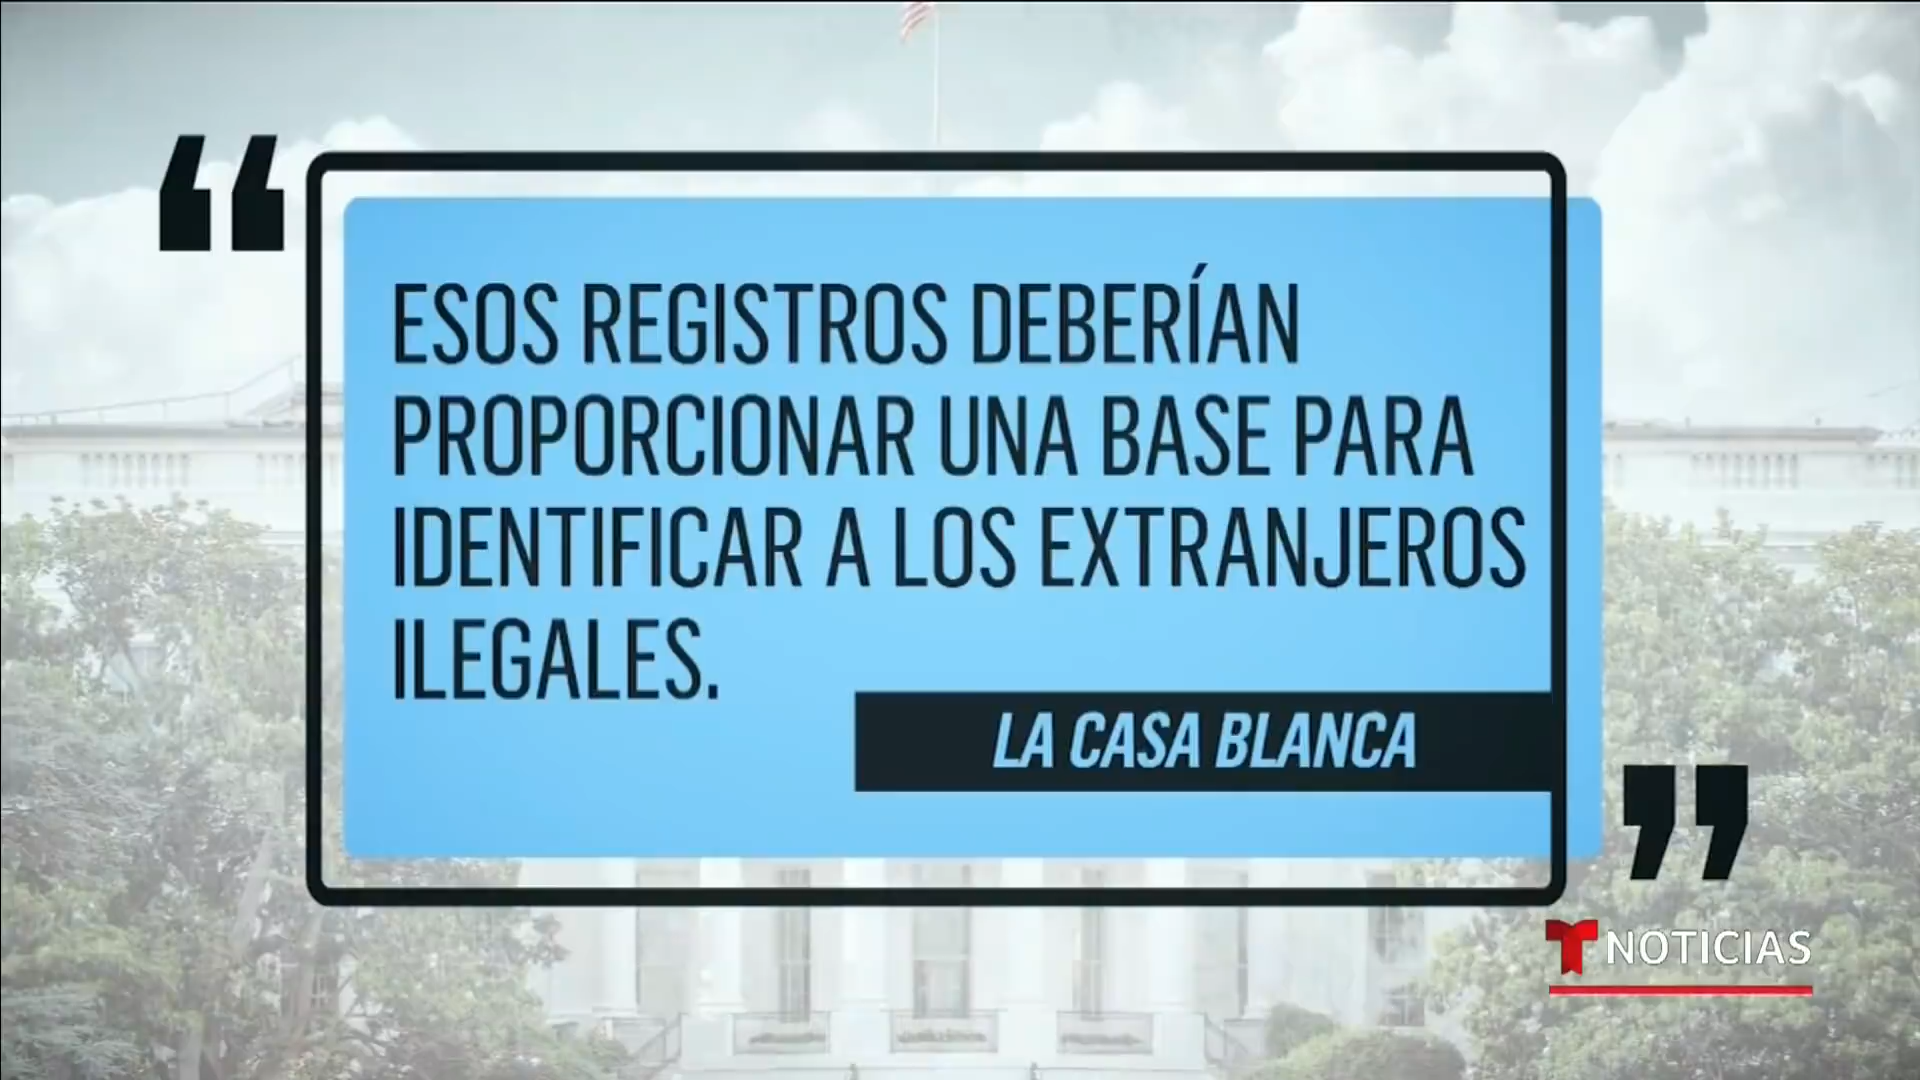 “
ESOS REGISTROS DEBERÍAN
PROPORCIONAR UNA BASE PARA
IDENTIFICAR A LOS EXTRANJEROS
ILEGALES.
LA CASA BLANCA
”
NOTICIAS